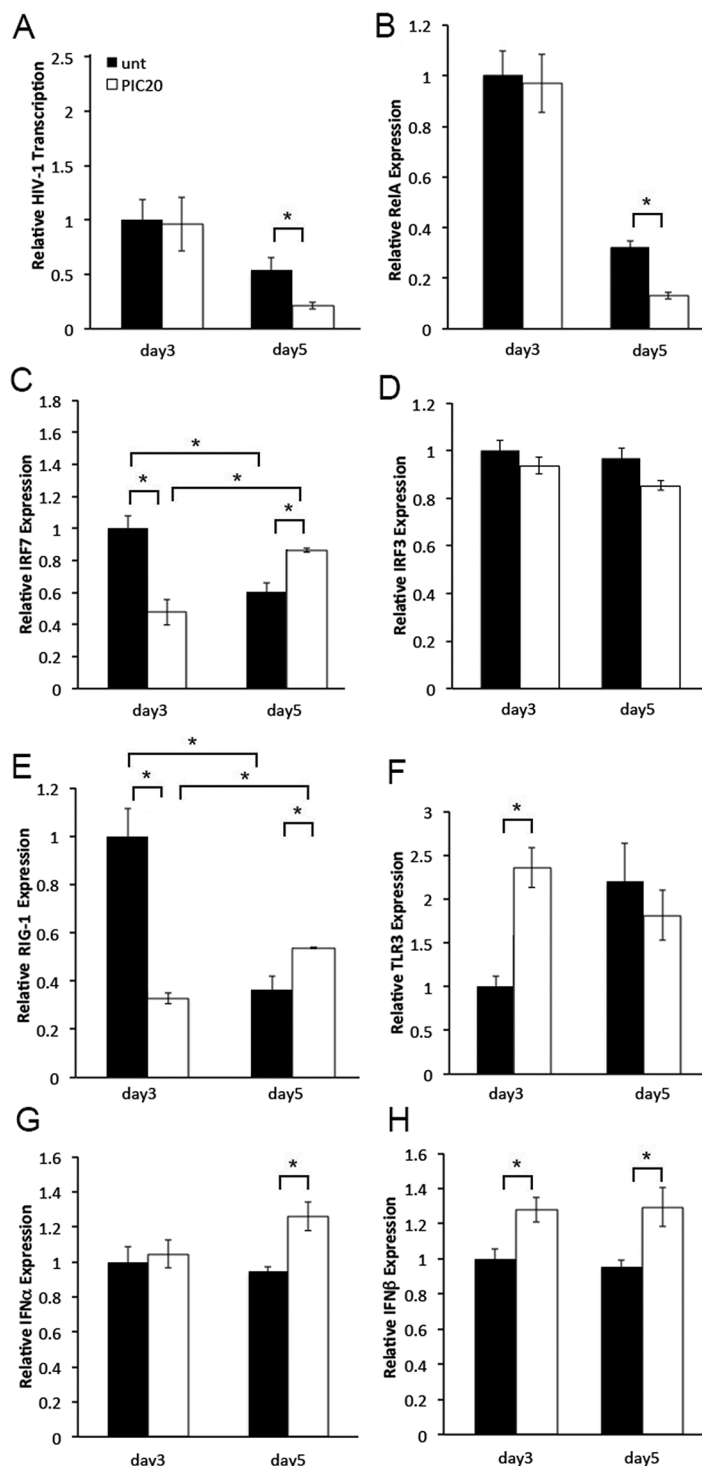 A
Relative HIV-1 Transcription
2.5
2
1.5
1
0.5
0
unt
PIC20
*
day3 day5
B
Relative RelA Expression
1.2
1
0.8
0.6
0.4
0.2
0
*
day3 day5
C
Relative IRF7 Expression
1.8
1.6
1.4
1.2
1
0.8
0.6
0.4
0.2
0
*
* *
*
day3 day5
D
Relative IRF3 Expression
1.2
1
0.8
0.6
0.4
0.2
0
day3 day5
E
Relative RIG-1 Expression
1.2
1
0.8
0.6
0.4
0.2
0
*
* *
*
day3 day5
F
Relative TLR3 Expression
3
2.5
2
1.5
1
0.5
0
*
day3 day5
G
Relative IFNα Expression
1.6
1.4
1.2
1
0.8
0.6
0.4
0.2
0
*
day3 day5
H
Relative IFNβ Expression
1.6
1.4
1.2
1
0.8
0.6
0.4
0.2
0
* *
day3 day5